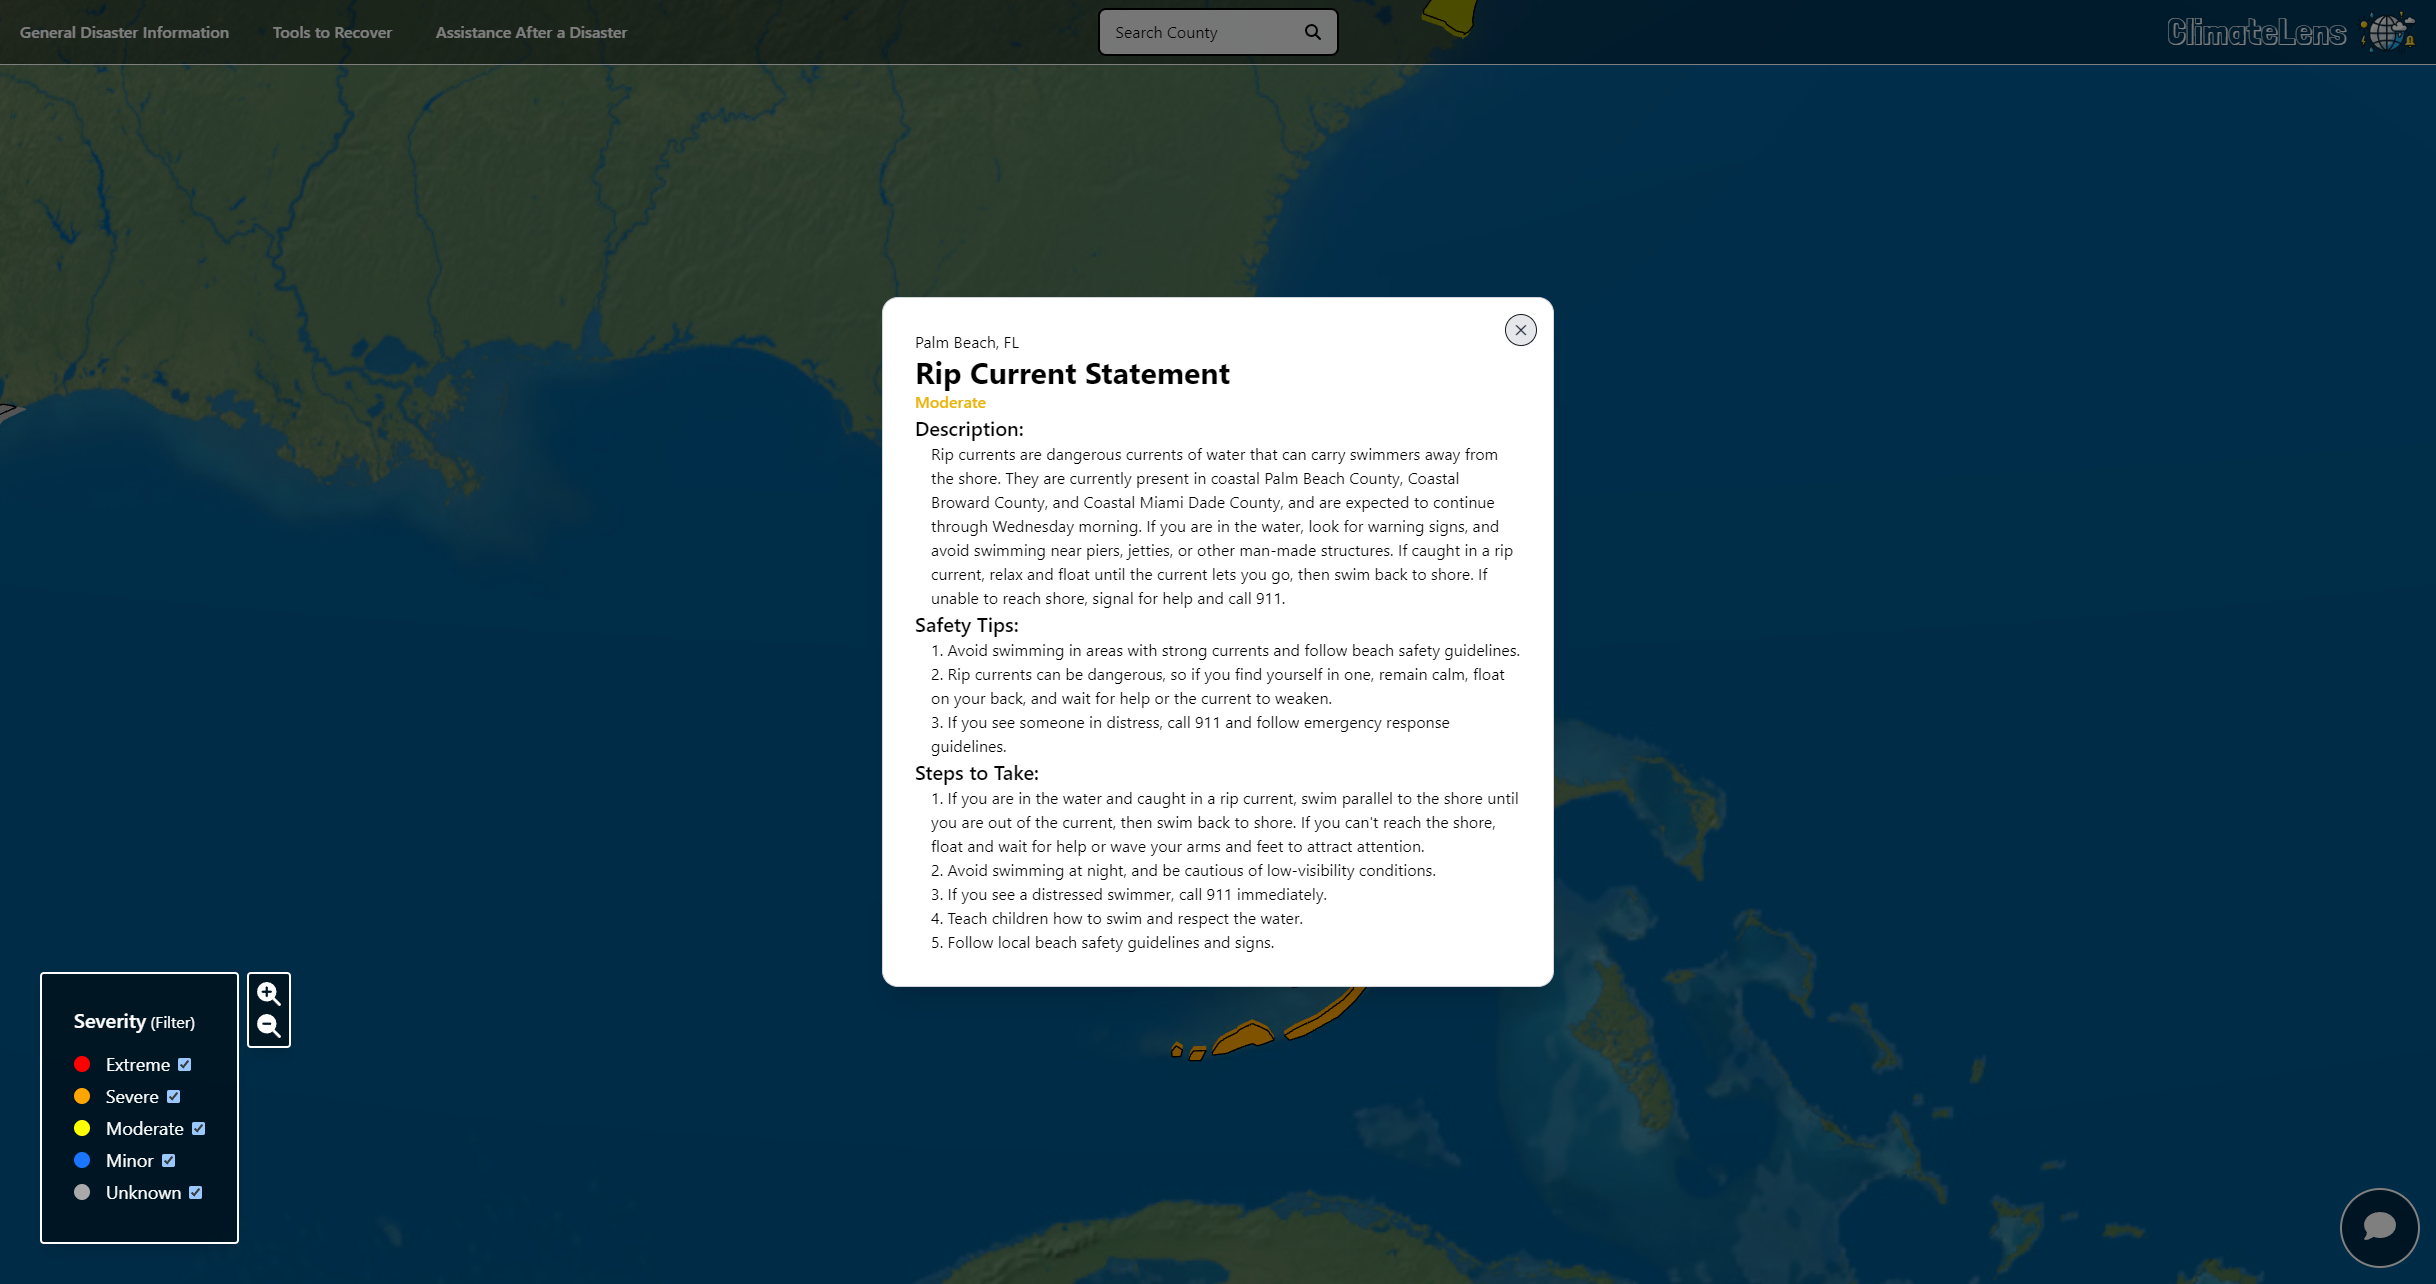 General Disaster Information
Tools to Recover
Assistance After a Disaster
Search County
ClimateLens
Palm Beach, FL
Rip Current Statement
Moderate
Description:
Rip currents are dangerous currents of water that can carry swimmers away from
the shore. They are currently present in coastal Palm Beach County, Coastal
Broward County, and Coastal Miami Dade County, and are expected to continue
through Wednesday morning. If you are in the water, look for warning signs, and
avoid swimming near piers, jetties, or other man-made structures. If caught in a rip
current, relax and float until the current lets you go, then swim back to shore. If
unable to reach shore, signal for help and call 911.
Safety Tips:
1. Avoid swimming in areas with strong currents and follow beach safety guidelines.
2. Rip currents can be dangerous, so if you find yourself in one, remain calm, float
on your back, and wait for help or the current to weaken.
3. If you see someone in distress, call 911 and follow emergency response
guidelines.
Steps to Take:
1. If you are in the water and caught in a rip current, swim parallel to the shore until
you are out of the current, then swim back to shore. If you can't reach the shore,
float and wait for help or wave your arms and feet to attract attention.
2. Avoid swimming at night, and be cautious of low-visibility conditions.
3. If you see a distressed swimmer, call 911 immediately.
4. Teach children how to swim and respect the water.
5. Follow local beach safety guidelines and signs.
Severity (Filter)
Extreme
Severe
Moderate
Minor
Unknown